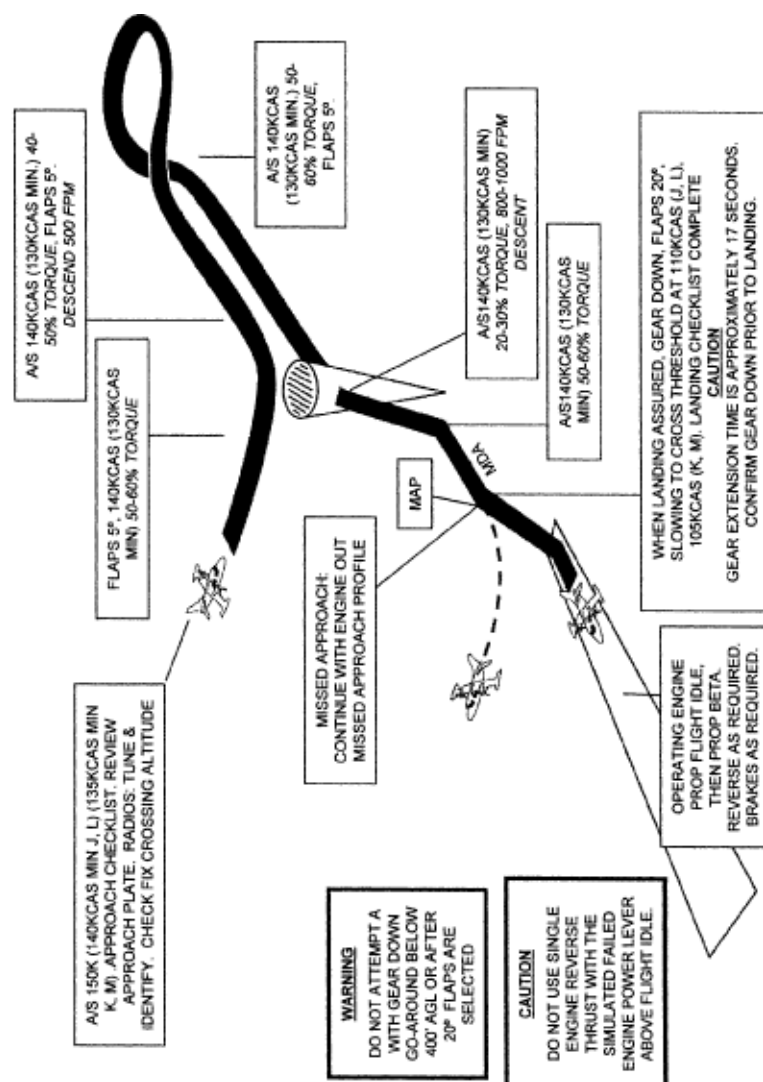 A/S 150K (140KCAS MIN J, L) (135KCAS MIN
K, M). APPROACH CHECKLIST. REVIEW
APPROACH PLATE. RADIOS: TUNE &
IDENTIFY. CHECK FIX CROSSING ALTITUDE
FLAPS 5º, 140KCAS (130KCAS
MIN) 50-60% TORQUE
A/S 140KCAS (130KCAS MIN.) 40-
50% TORQUE, FLAPS 5º.
DESCEND 500 FPM
A/S 140KCAS
(130KCAS MIN.) 50-
60% TORQUE,
FLAPS 5º.
A/S140KCAS (130KCAS MIN)
20-30% TORQUE, 800-1000 FPM
DESCENT
A/S140KCAS (130KCAS
MIN) 50-60% TORQUE
MDA
MAP
MISSED APPROACH:
CONTINUE WITH ENGINE OUT
MISSED APPROACH PROFILE
WHEN LANDING ASSURED, GEAR DOWN, FLAPS 20º,
SLOWING TO CROSS THRESHOLD AT 110KCAS (J, L),
105KCAS (K, M). LANDING CHECKLIST COMPLETE
CAUTION
GEAR EXTENSION TIME IS APPROXIMATELY 17 SECONDS.
CONFIRM GEAR DOWN PRIOR TO LANDING.
OPERATING ENGINE
PROP FLIGHT IDLE,
THEN PROP BETA.
REVERSE AS REQUIRED.
BRAKES AS REQUIRED.
WARNING
DO NOT ATTEMPT A
WITH GEAR DOWN
GO-AROUND BELOW
400' AGL OR AFTER
20º FLAPS ARE
SELECTED
CAUTION
DO NOT USE SINGLE
ENGINE REVERSE
THRUST WITH THE
SIMULATED FAILED
ENGINE POWER LEVER
ABOVE FLIGHT IDLE.